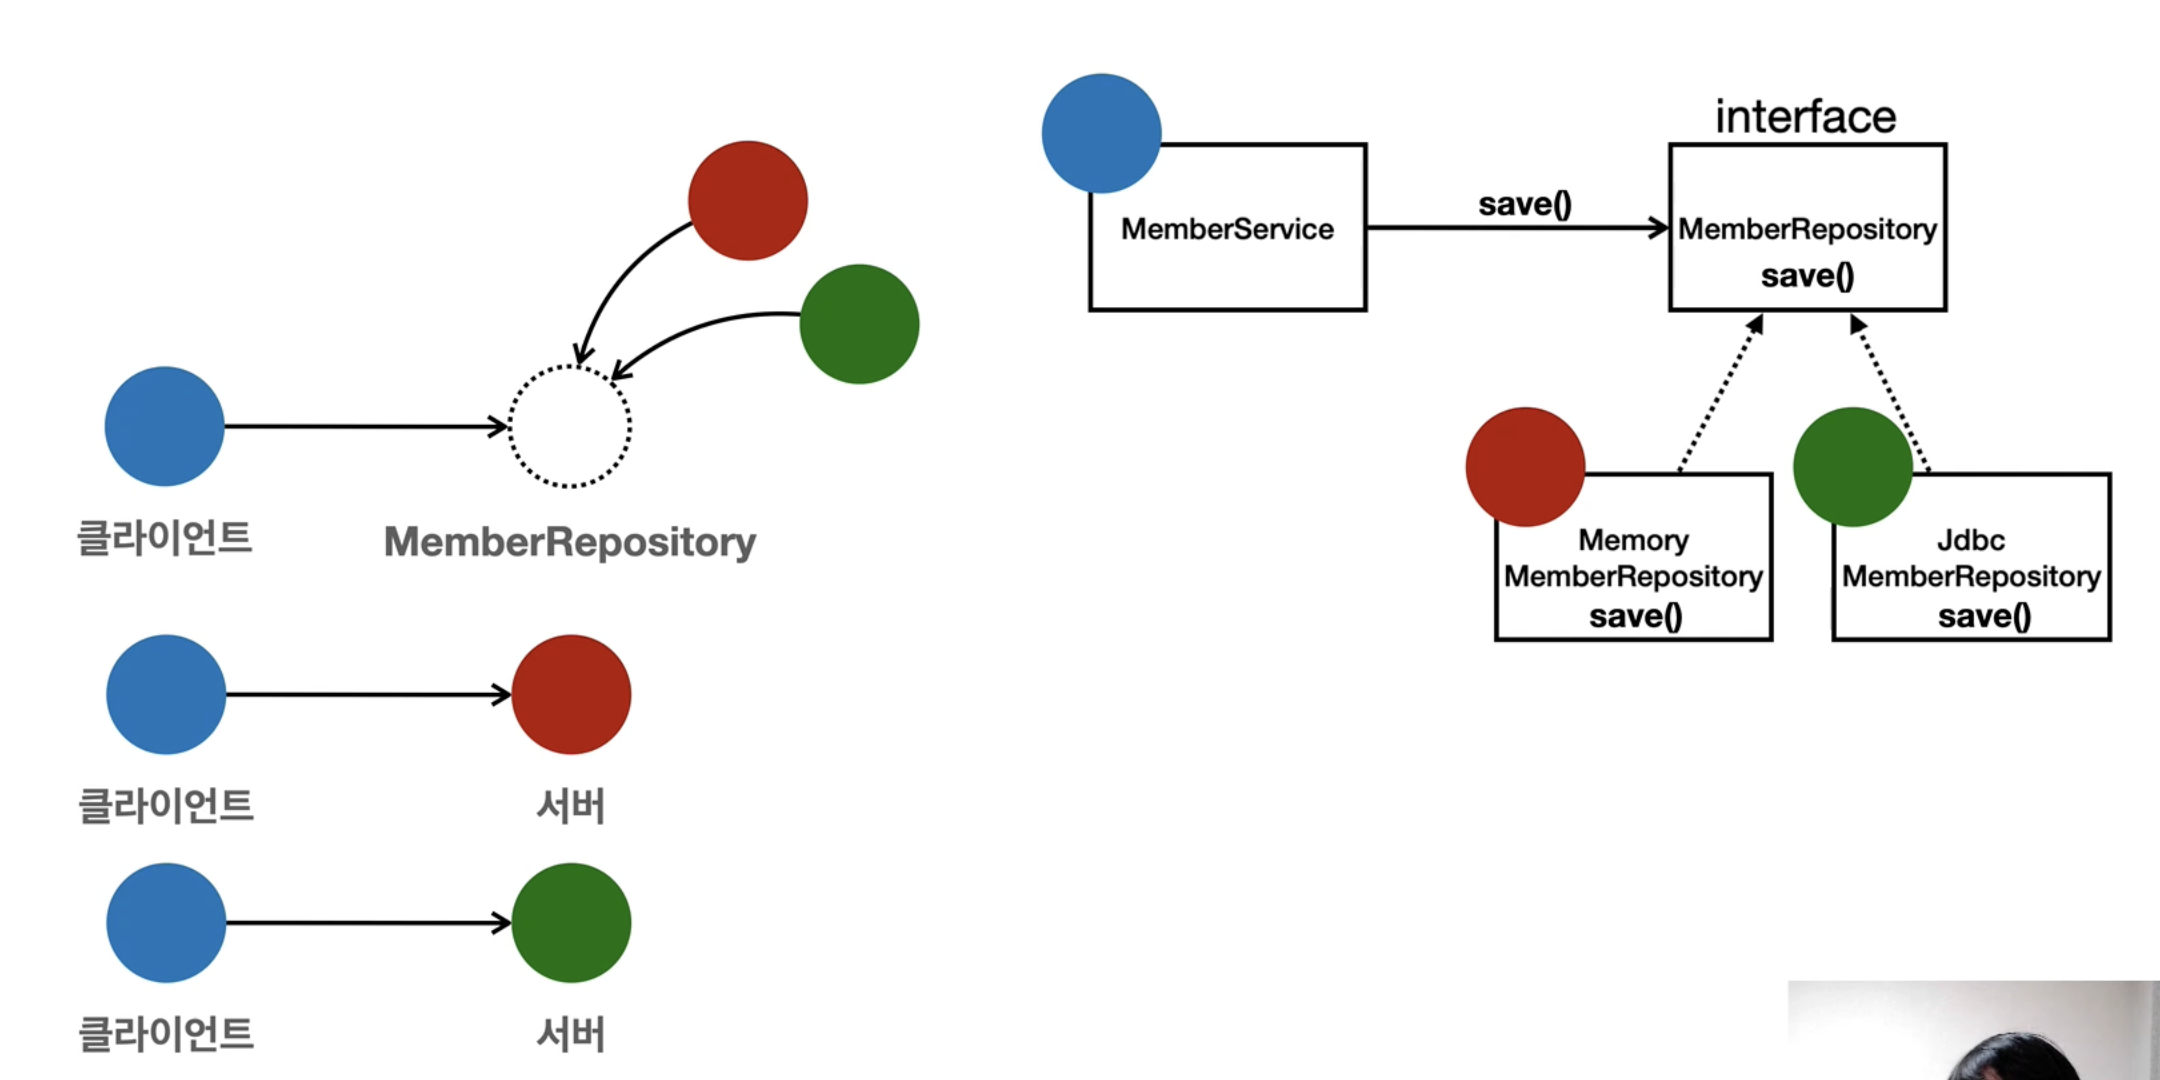 클라이언트
MemberRepository
클라이언트
서버
클라이언트
서버
interface
MemberService
save()
MemberRepository
save()
Memory
MemberRepository
save()
Jdbc
MemberRepository
save()